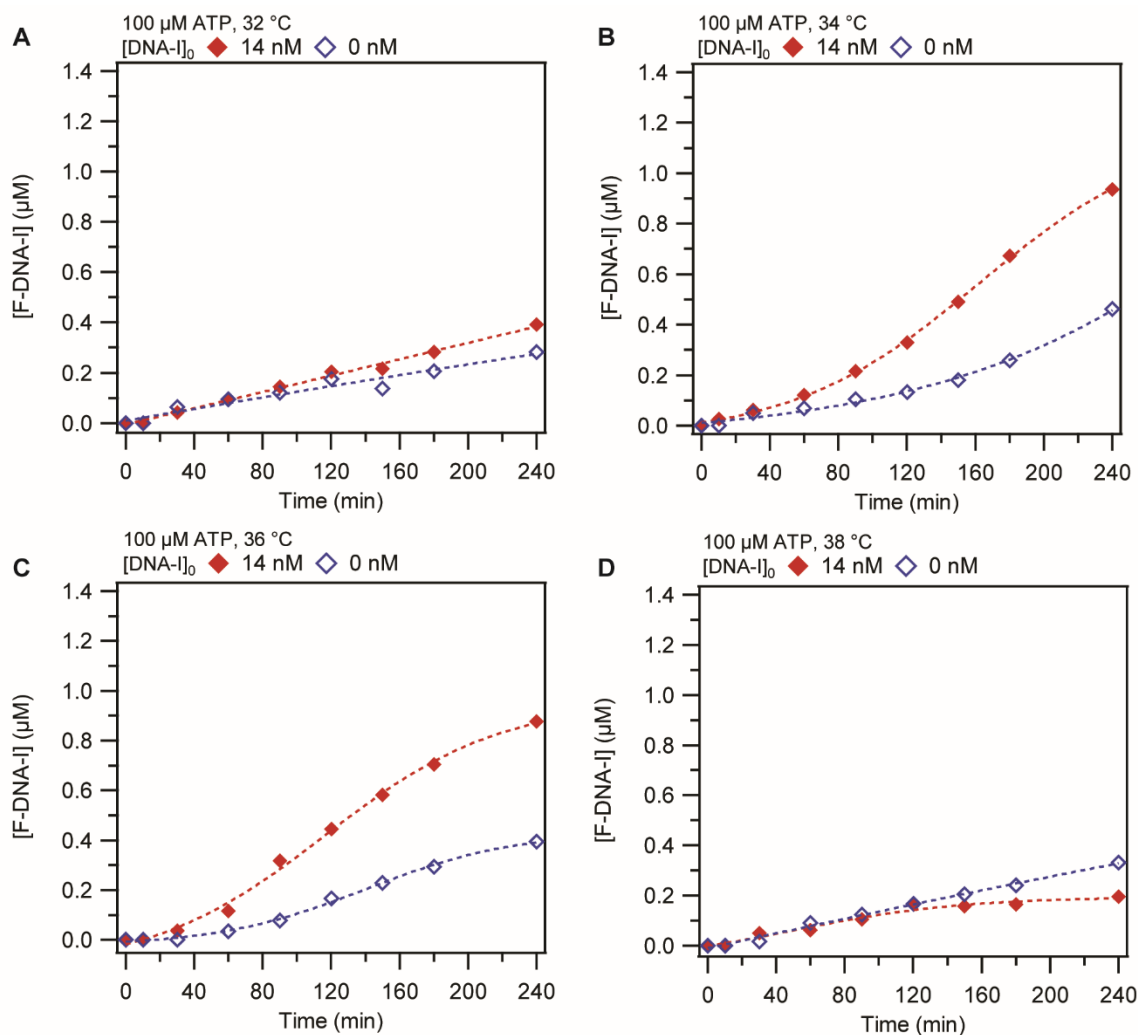 A
100 µM ATP, 32 °C
[DNA-I]₀ 14 nM 0 nM
[F-DNA-I] (µM)
1.4
1.2
1.0
0.8
0.6
0.4
0.2
0.0
0 40 80 120 160 200 240
Time (min)
B
100 µM ATP, 34 °C
[DNA-I]₀ 14 nM 0 nM
[F-DNA-I] (µM)
1.4
1.2
1.0
0.8
0.6
0.4
0.2
0.0
0 40 80 120 160 200 240
Time (min)
C
100 µM ATP, 36 °C
[DNA-I]₀ 14 nM 0 nM
[F-DNA-I] (µM)
1.4
1.2
1.0
0.8
0.6
0.4
0.2
0.0
0 40 80 120 160 200 240
Time (min)
D
100 µM ATP, 38 °C
[DNA-I]₀ 14 nM 0 nM
[F-DNA-I] (µM)
1.4
1.2
1.0
0.8
0.6
0.4
0.2
0.0
0 40 80 120 160 200 240
Time (min)